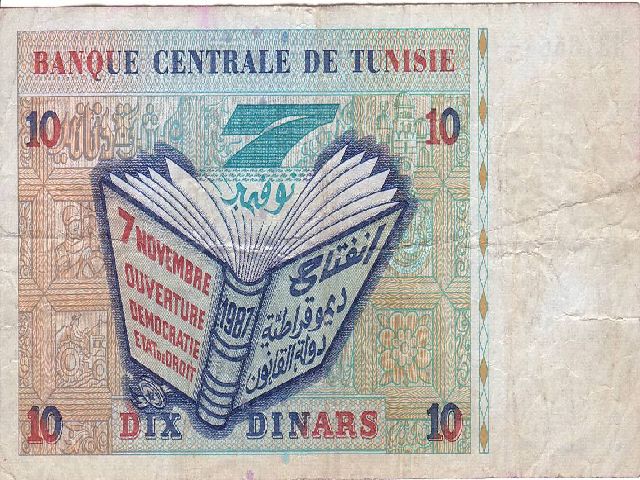 BANQUE CENTRALE DE TUNISIE
10
7
10
نوفمبر
7 NOVEMBRE
OUVERTURE
DEMOCRATIE
ETAT DE DROIT
1987
انفتاح
ديموقراطية
دولة القانون
10
DIX DINARS
10